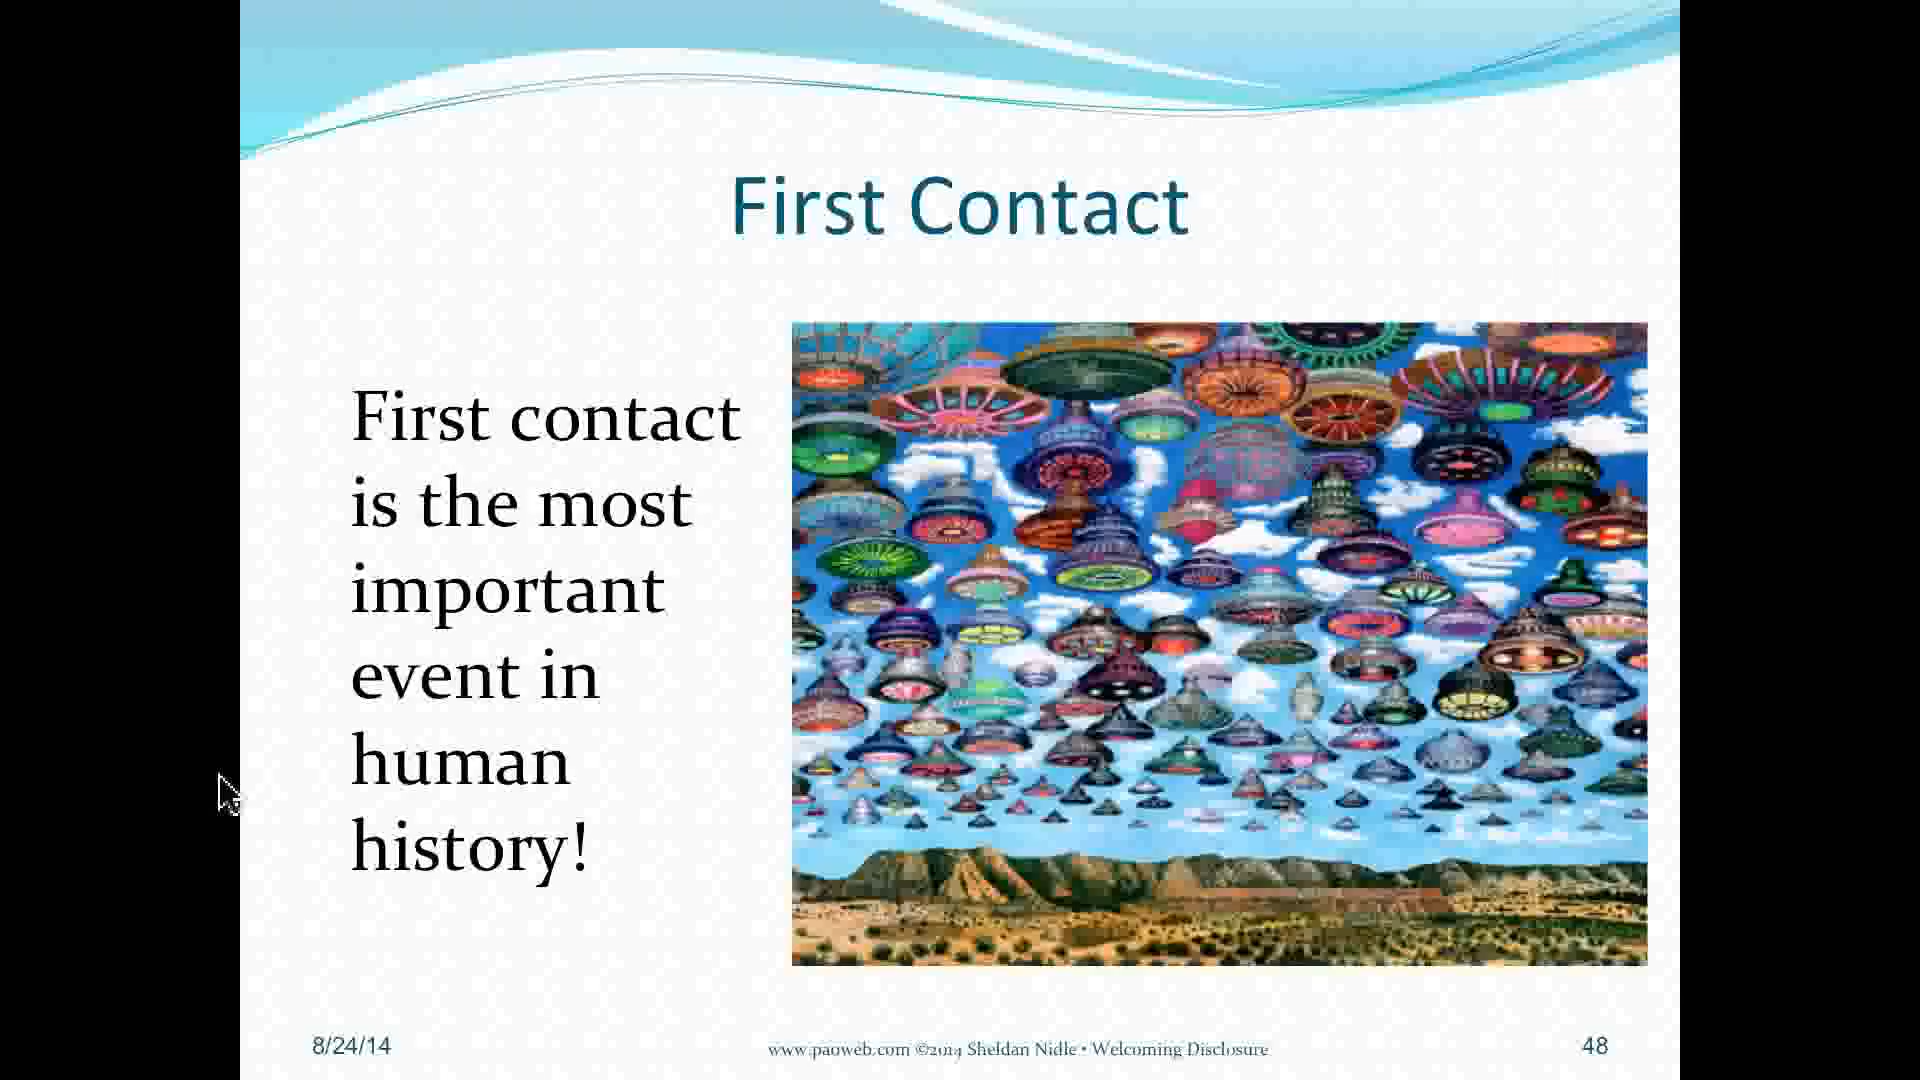 First Contact
First contact
is the most
important
event in
human
history!
8/24/14
www.paoweb.com ©2014 Sheldan Nidle • Welcoming Disclosure
48